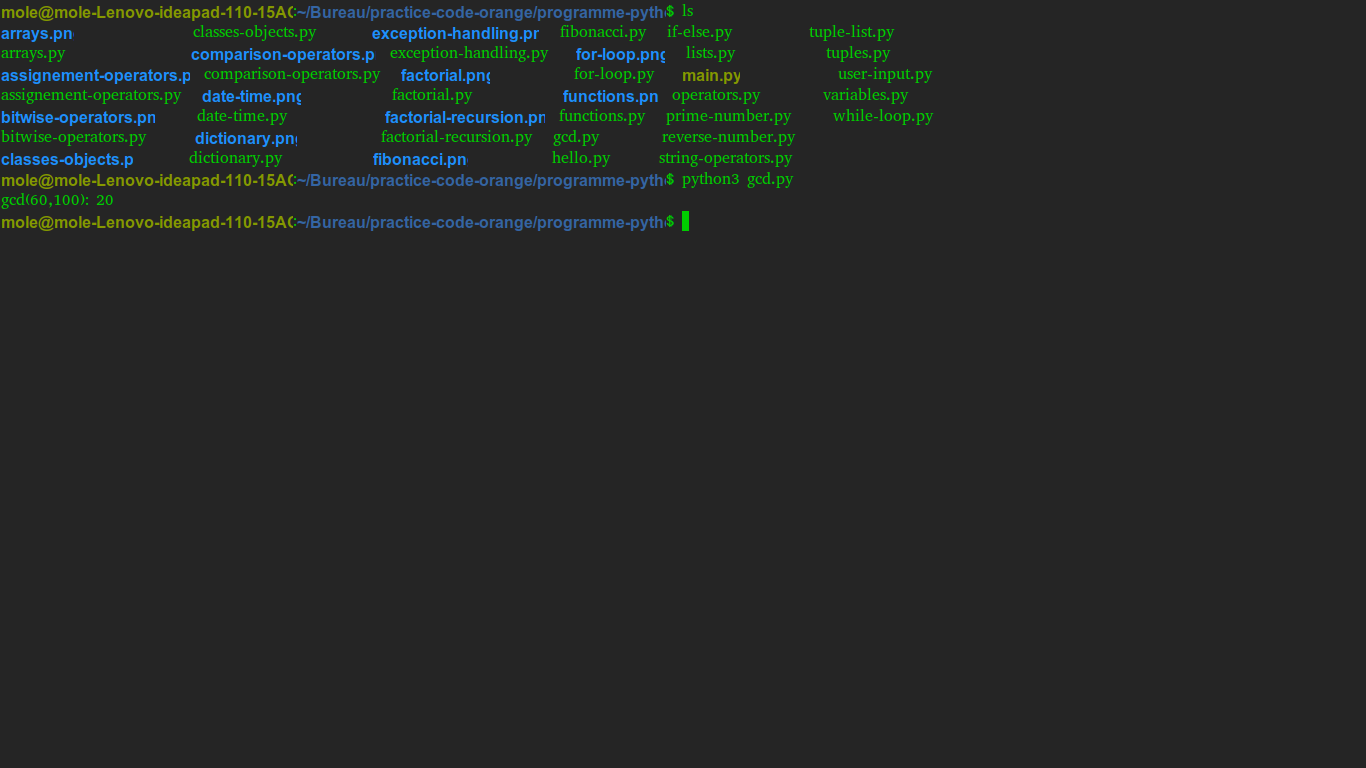 mole@mole-Lenovo-ideapad-110-15AC:~/Bureau/practice-code-orange/programme-pyth$ ls
arrays.pn classes-objects.py exception-handling.pn fibonacci.py if-else.py tuple-list.py
arrays.py comparison-operators.p exception-handling.py for-loop.png lists.py tuples.py
assignement-operators.p comparison-operators.py factorial.png for-loop.py main.py user-input.py
assignement-operators.py date-time.png factorial.py functions.pn operators.py variables.py
bitwise-operators.pn date-time.py factorial-recursion.pn functions.py prime-number.py while-loop.py
bitwise-operators.py dictionary.png factorial-recursion.py gcd.py reverse-number.py
classes-objects.p dictionary.py fibonacci.pn hello.py string-operators.py
mole@mole-Lenovo-ideapad-110-15AC:~/Bureau/practice-code-orange/programme-pyth$ python3 gcd.py
gcd(60,100): 20
mole@mole-Lenovo-ideapad-110-15AC:~/Bureau/practice-code-orange/programme-pyth$